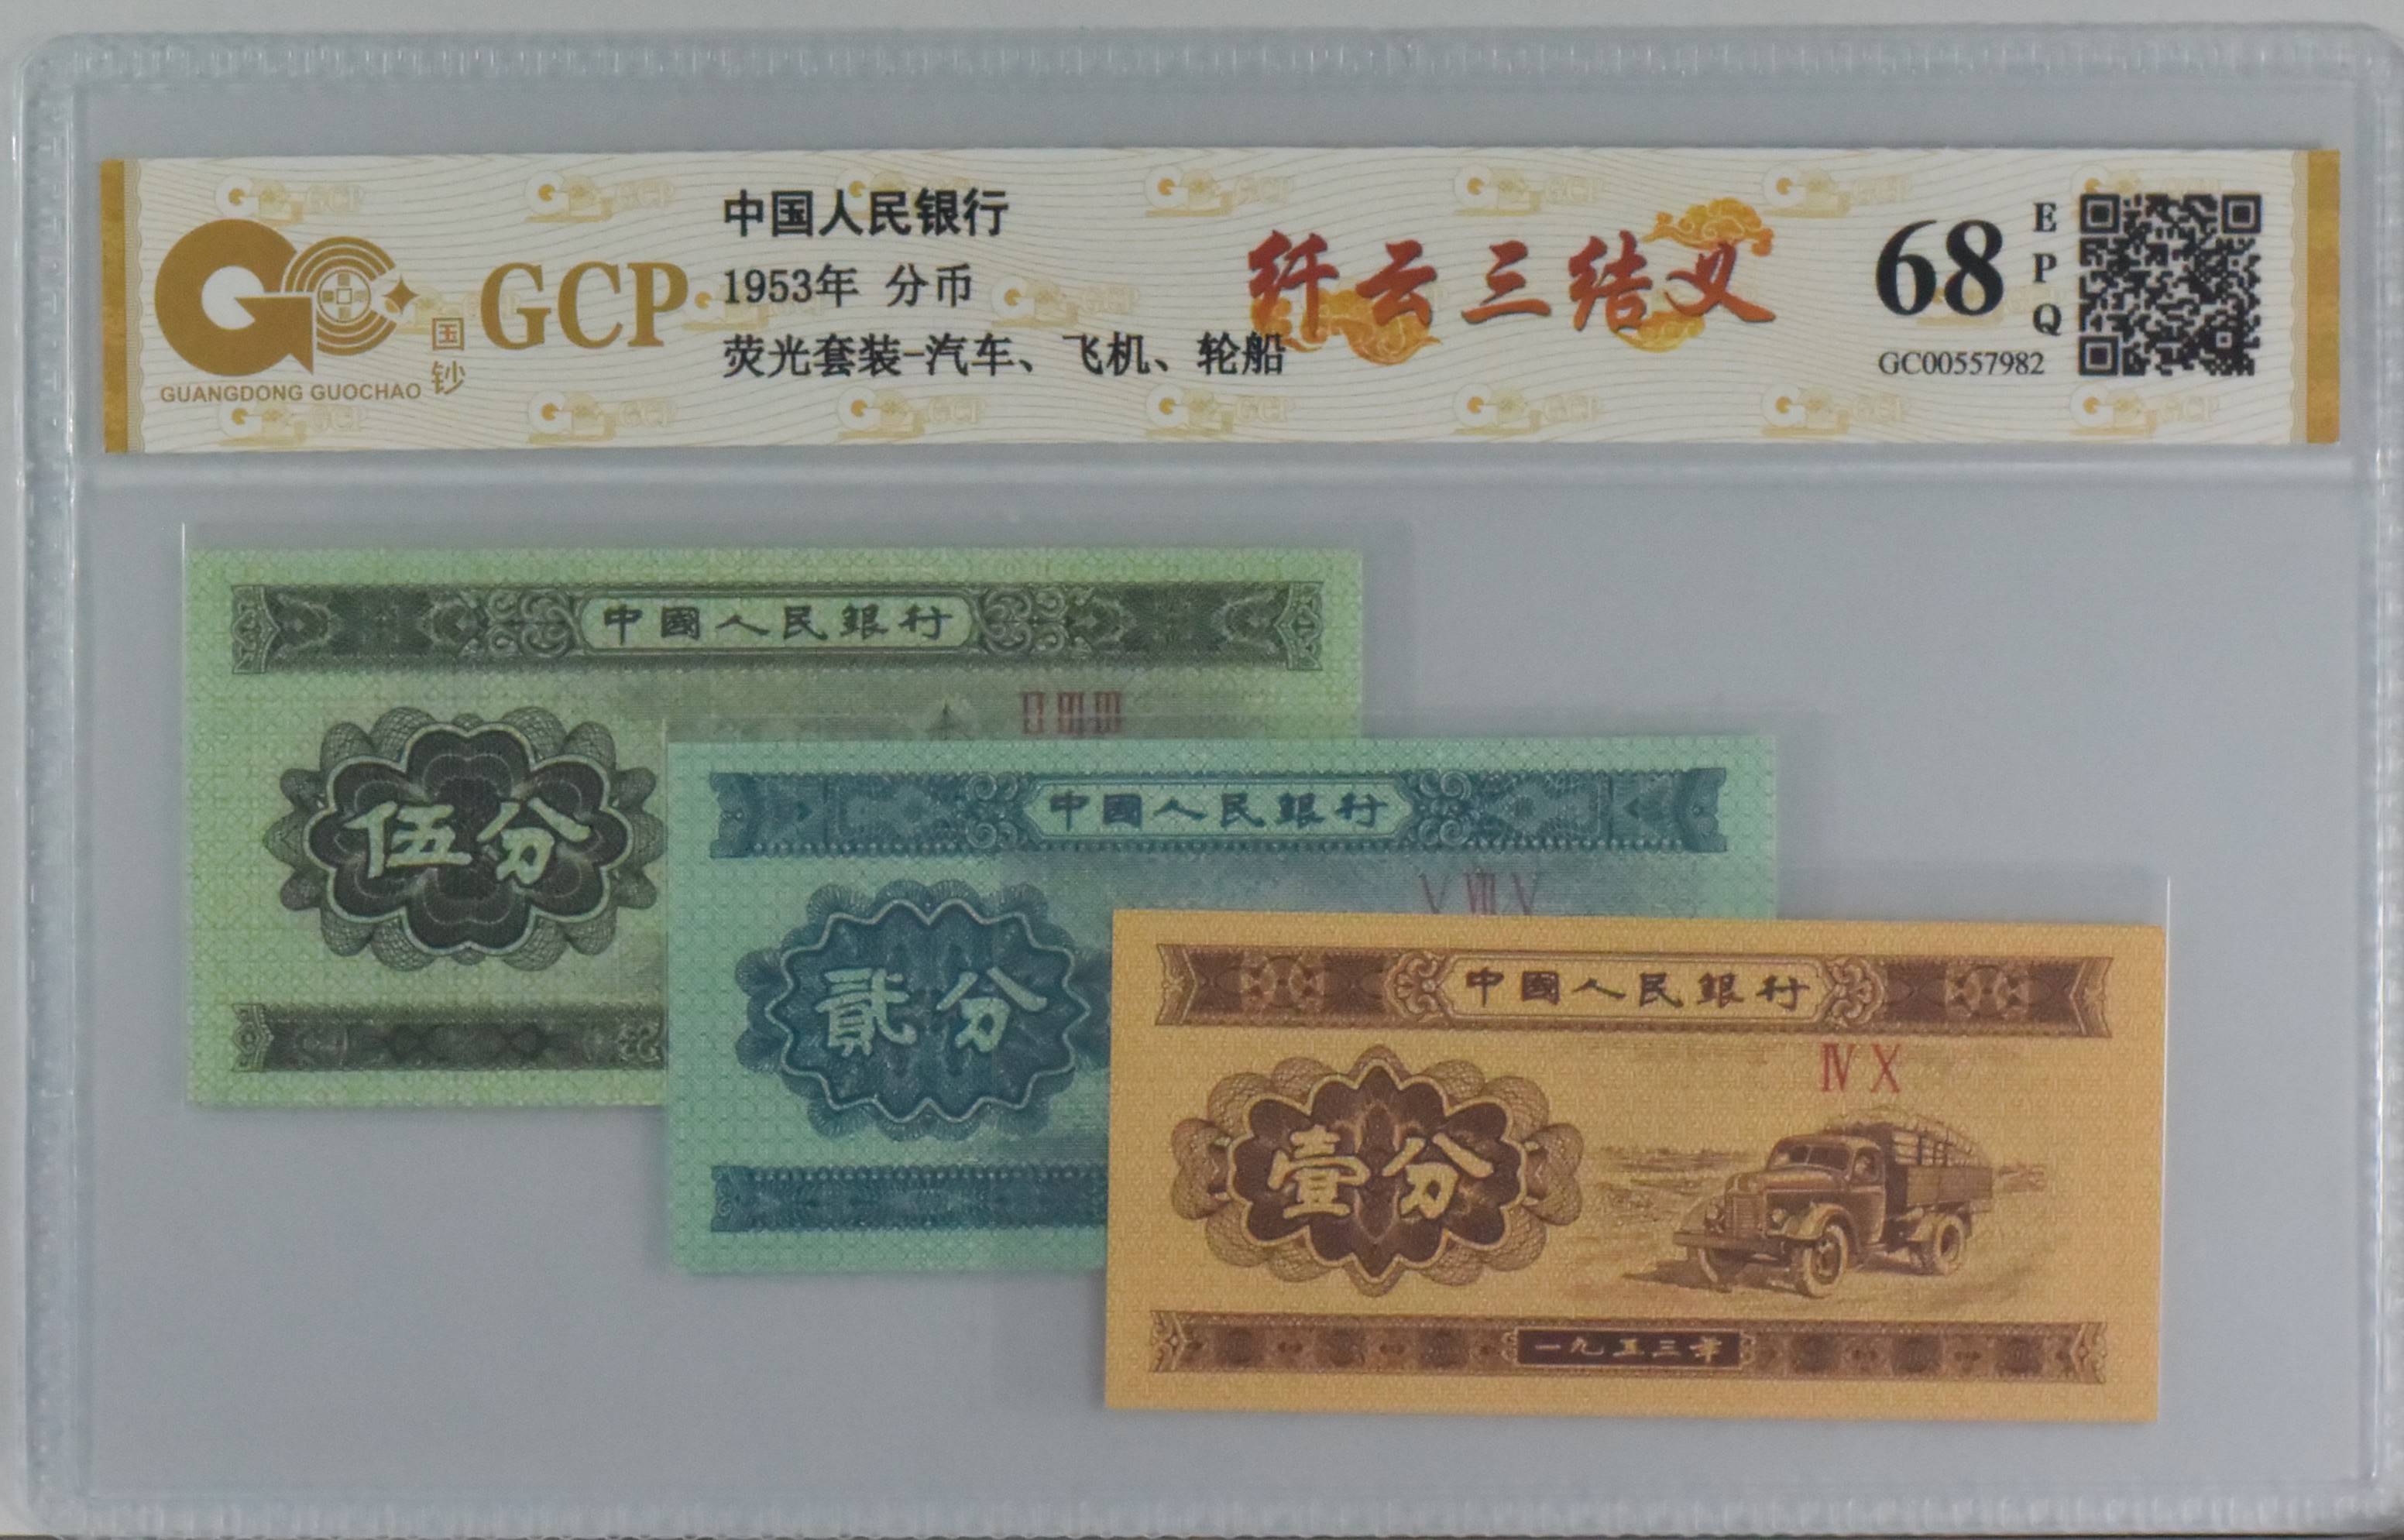 GCP
国钞
GUANGDONG GUOCHAO
中国人民银行
1953年 分币
荧光套装-汽车、飞机、轮船
纤云三结义
68
EPQ
GC00557982
中國人民銀行
伍分
中國人民銀行
V VIII V
貳分
中國人民銀行
IV X
壹分
一九五三年